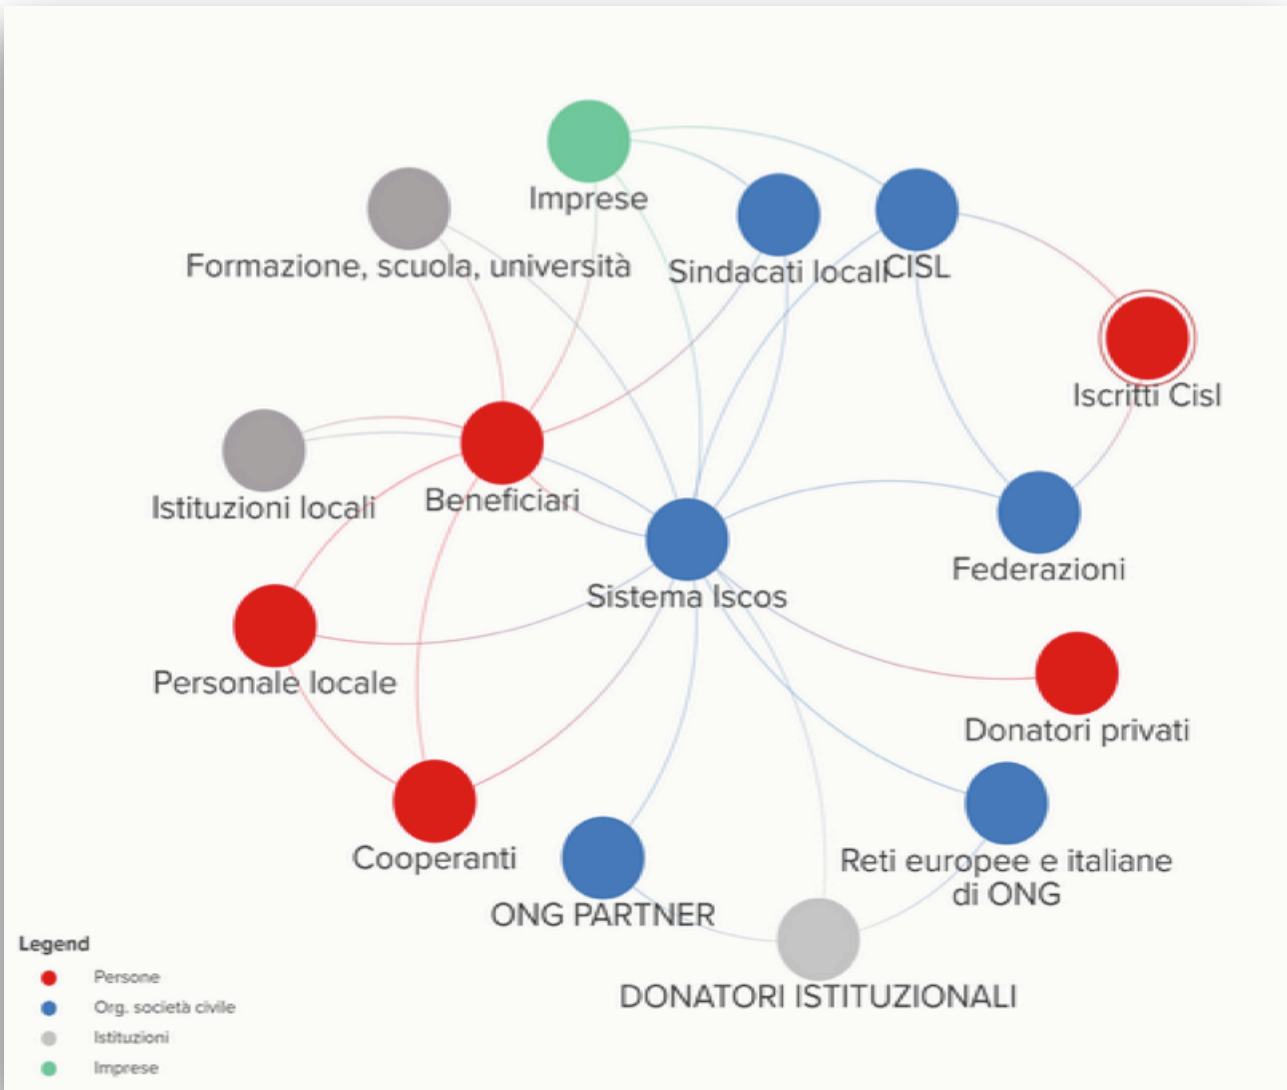 Imprese
Formazione, scuola, università
Sindacati locali
CISL
Iscritti Cisl
Istituzioni locali
Beneficiari
Federazioni
Sistema Iscos
Personale locale
Donatori privati
Cooperanti
Reti europee e italiane
di ONG
ONG PARTNER
DONATORI ISTITUZIONALI
Legend
Persone
Org. società civile
Istituzioni
Imprese